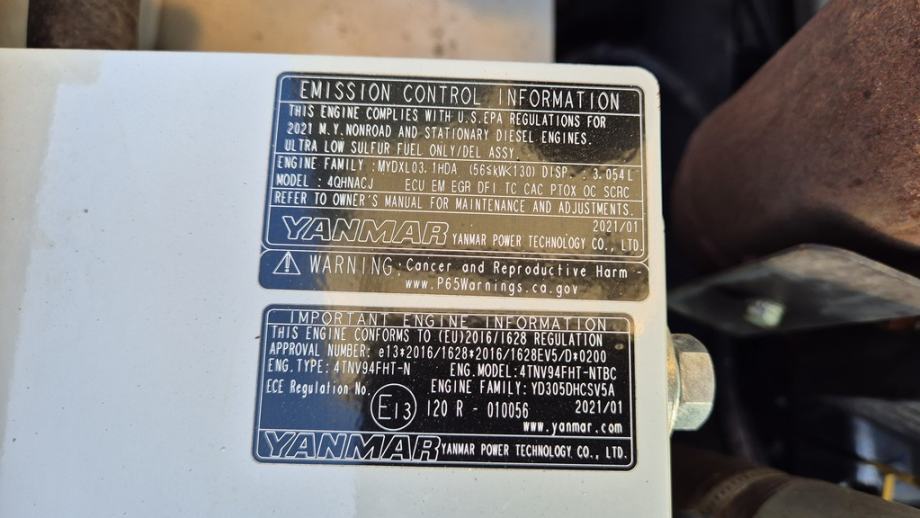 EMISSION CONTROL INFORMATION
THIS ENGINE COMPLIES WITH U.S.EPA REGULATIONS FOR
2021 M.Y.NONROAD AND STATIONARY DIESEL ENGINES.
ULTRA LOW SULFUR FUEL ONLY/DEL ASSY.
ENGINE FAMILY :MYDXL03.1HDA (56≤kW<130) DISP. :3.054L
MODEL : 4QHNACJ ECU EM EGR DFI TC CAC PTOX OC SCRC
REFER TO OWNER'S MANUAL FOR MAINTENANCE AND ADJUSTMENTS.
2021/01
YANMAR YANMAR POWER TECHNOLOGY CO., LTD.
WARNING:Cancer and Reproductive Harm -
www.P65Warnings.ca.gov
IMPORTANT ENGINE INFORMATION
THIS ENGINE CONFORMS TO (EU)2016/1628 REGULATION
APPROVAL NUMBER: e13*2016/1628*2016/1628EV5/D*0200
ENG.TYPE:4TNV94FHT-N ENG.MODEL:4TNV94FHT-NTBC
ECE Regulation No. ENGINE FAMILY:YD305DHCSV5A
E13 120 R - 010056 2021/01
www.yanmar.com
YANMAR YANMAR POWER TECHNOLOGY CO., LTD.